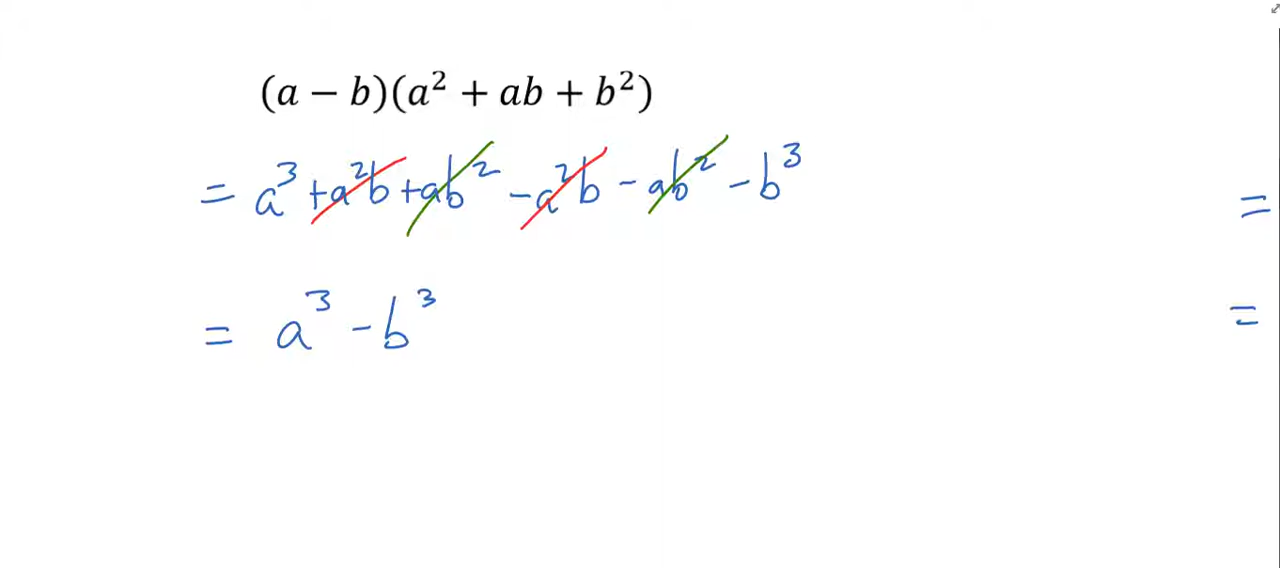 (a − b)(a² + ab + b²)
= a³ + a²b + ab² - a²b - ab² - b³
=
= a³ - b³
=